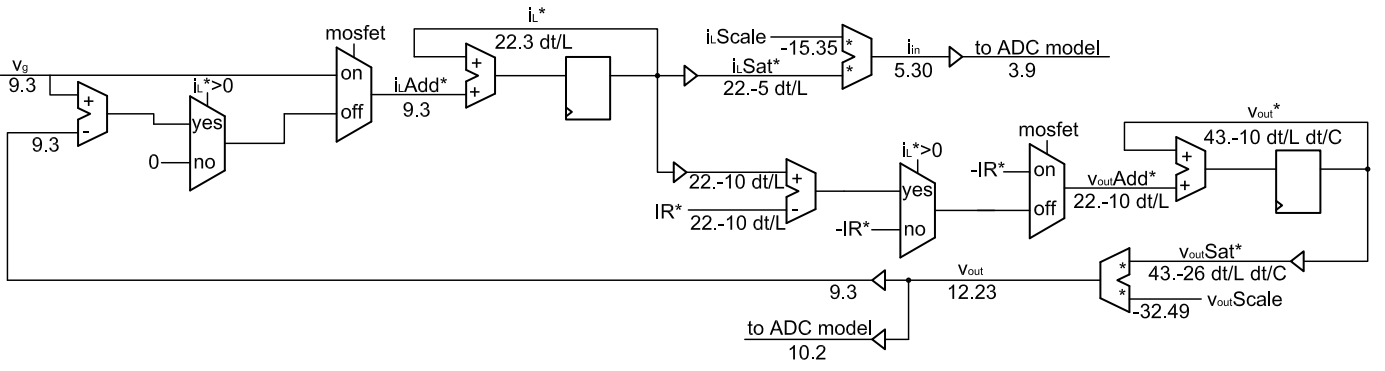 iL*
22.3 dt/L
mosfet
vg
9.3
on
off
iLAdd*
9.3
+
+
iLScale
-15.35
*
*
iLSat*
22.-5 dt/L
iin
5.30
to ADC model
3.9
iL*>0
+
-
9.3
yes
no
0
mosfet
vout*
43.-10 dt/L dt/C
22.-10 dt/L
IR*
22.-10 dt/L
+
-
iL*>0
yes
no
-IR*
-IR*
on
off
voutAdd*
22.-10 dt/L
+
+
voutSat*
43.-26 dt/L dt/C
*
*
voutScale
-32.49
vout
12.23
9.3
to ADC model
10.2